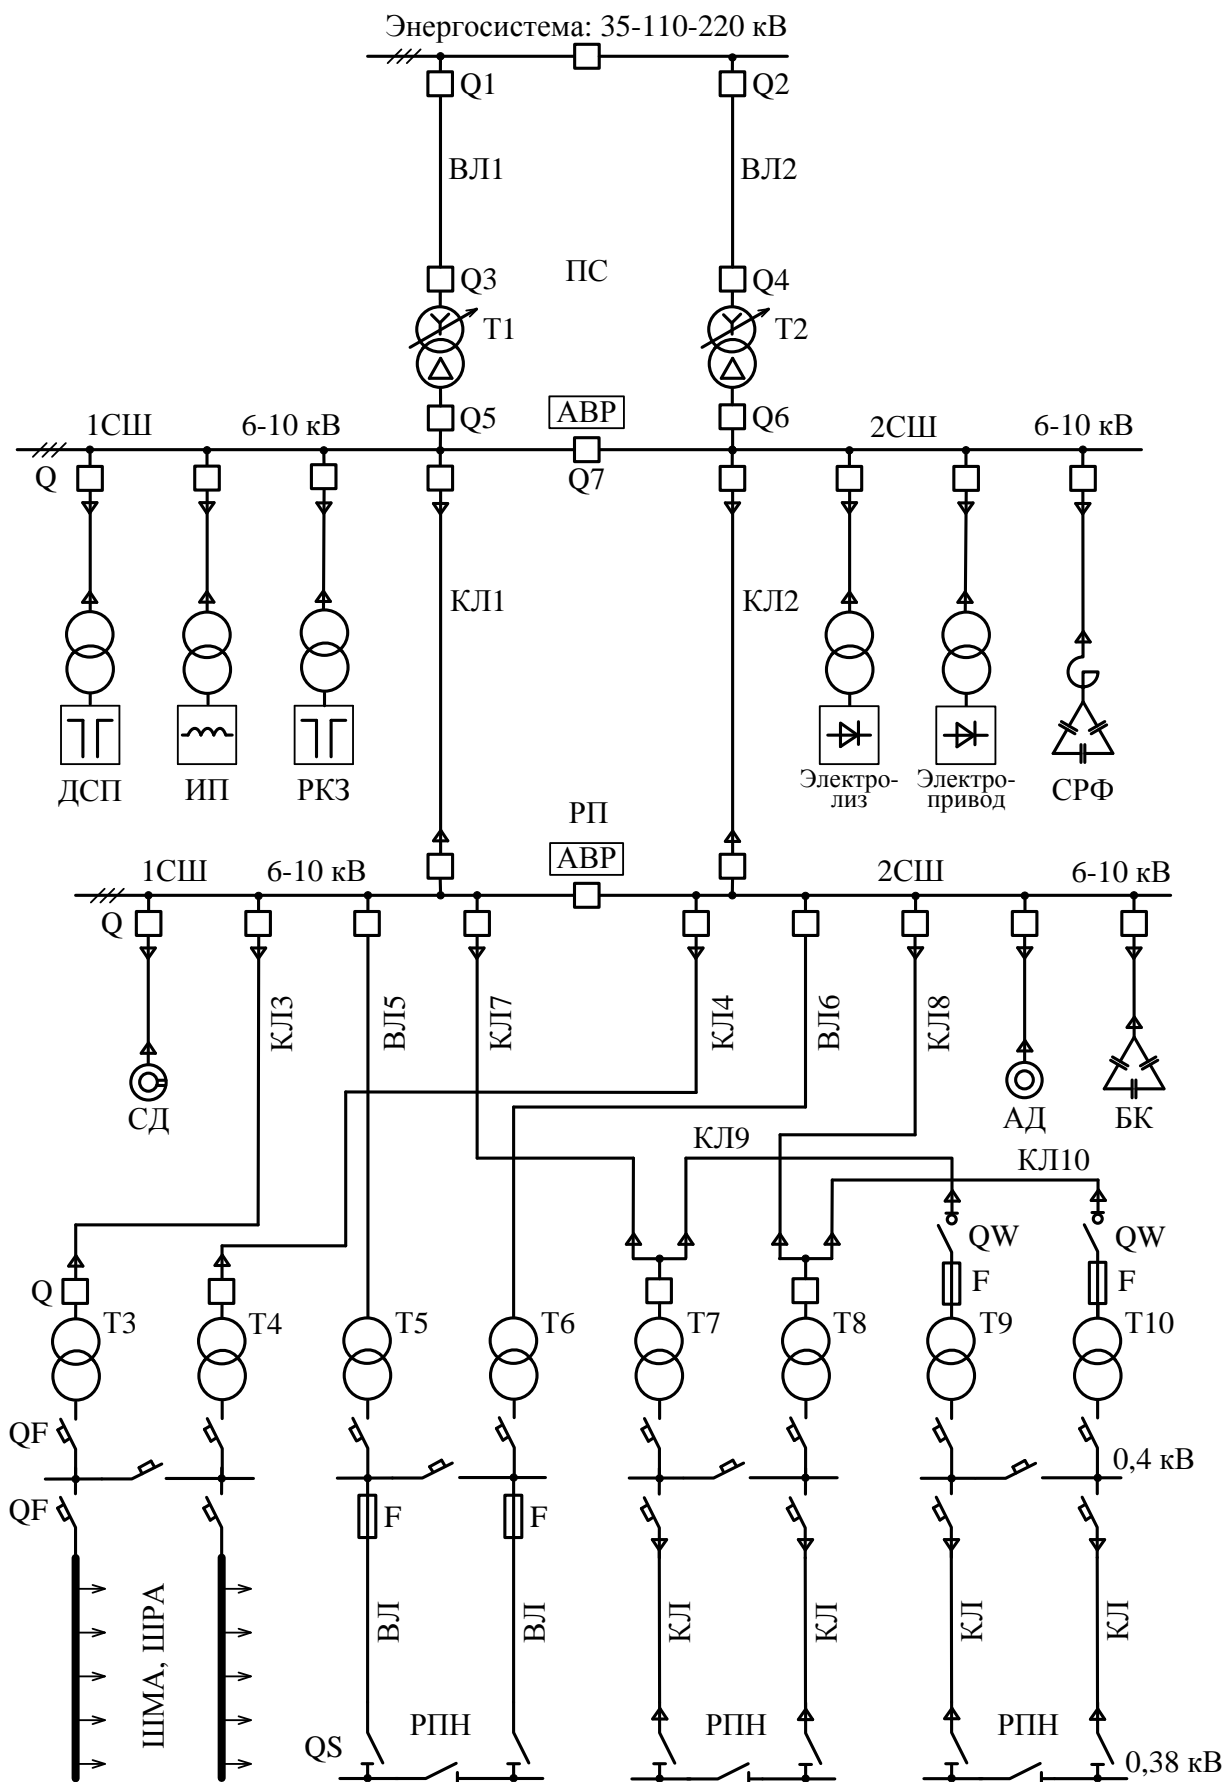 Энергосистема: 35-110-220 кВ
Q1
Q2
ВЛ1
ВЛ2
Q3
ПС
Q4
T1
T2
1СШ
6-10 кВ
Q5
АВР
Q6
2СШ
6-10 кВ
Q
Q7
КЛ1
КЛ2
ДСП
ИП
РКЗ
Электро-
лиз
Электро-
привод
СРФ
РП
1СШ
6-10 кВ
АВР
2СШ
6-10 кВ
Q
КЛ3
ВЛ5
КЛ7
КЛ4
ВЛ6
КЛ8
СД
АД
БК
КЛ9
КЛ10
QW
QW
Q
F
F
T3
T4
T5
T6
T7
T8
T9
T10
QF
0,4 кВ
QF
F
F
ШМА, ШРА
ВЛ
ВЛ
КЛ
КЛ
КЛ
КЛ
QS
РПН
РПН
РПН
0,38 кВ